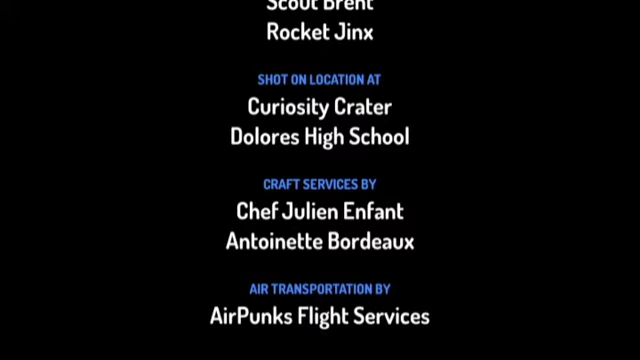 Scout Brent
Rocket Jinx
SHOT ON LOCATION AT
Curiosity Crater
Dolores High School
CRAFT SERVICES BY
Chef Julien Enfant
Antoinette Bordeaux
AIR TRANSPORTATION BY
AirPunks Flight Services